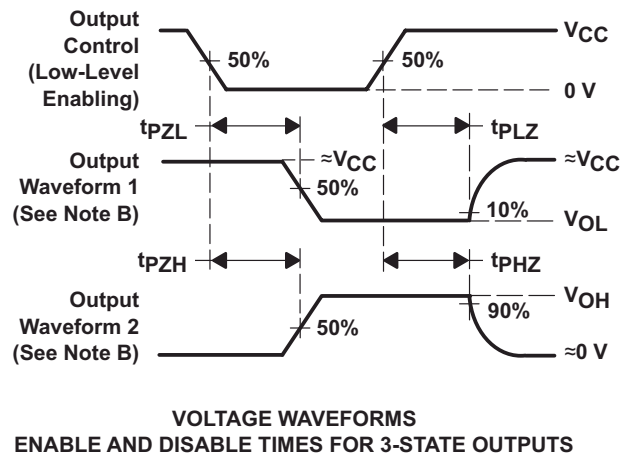 Output
Control
(Low-Level
Enabling)
50%
50%
VCC
0 V
tPZL
tPLZ
Output
Waveform 1
(See Note B)
≈VCC
50%
≈VCC
10%
VOL
tPZH
tPHZ
Output
Waveform 2
(See Note B)
50%
VOH
90%
≈0 V
VOLTAGE WAVEFORMS
ENABLE AND DISABLE TIMES FOR 3-STATE OUTPUTS